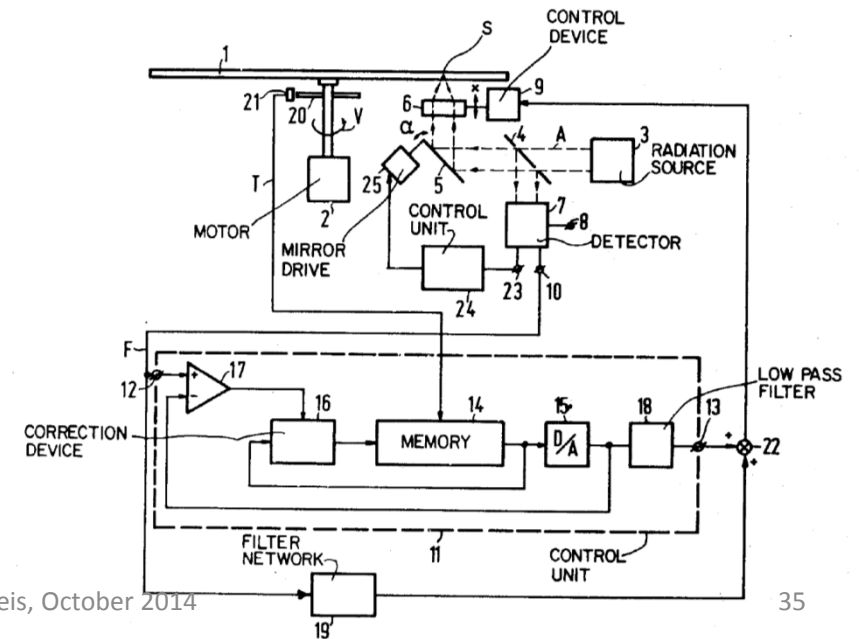 CONTROL
DEVICE
S
1
9
6
x
21
20
V
α
4
A
3
RADIATION
SOURCE
25
5
T
7
2
8
MOTOR
CONTROL
UNIT
MIRROR
DRIVE
DETECTOR
24
23
10
F
12
+
-
17
LOW PASS
FILTER
16
14
15
18
13
CORRECTION
DEVICE
MEMORY
D/A
+
22
+
11
FILTER
NETWORK
CONTROL
UNIT
eis, October 2014
35
19